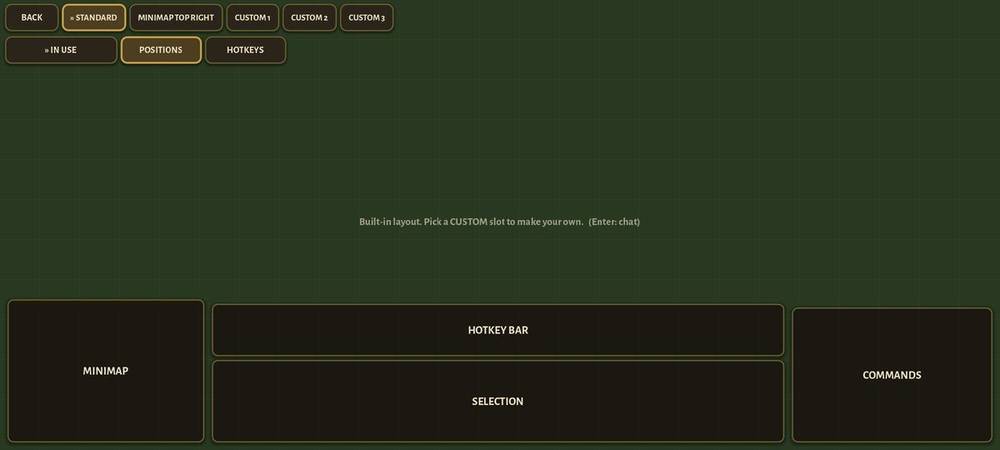 BACK
» STANDARD
MINIMAP TOP RIGHT
CUSTOM 1
CUSTOM 2
CUSTOM 3
» IN USE
POSITIONS
HOTKEYS
Built-in layout. Pick a CUSTOM slot to make your own. (Enter: chat)
MINIMAP
HOTKEY BAR
SELECTION
COMMANDS